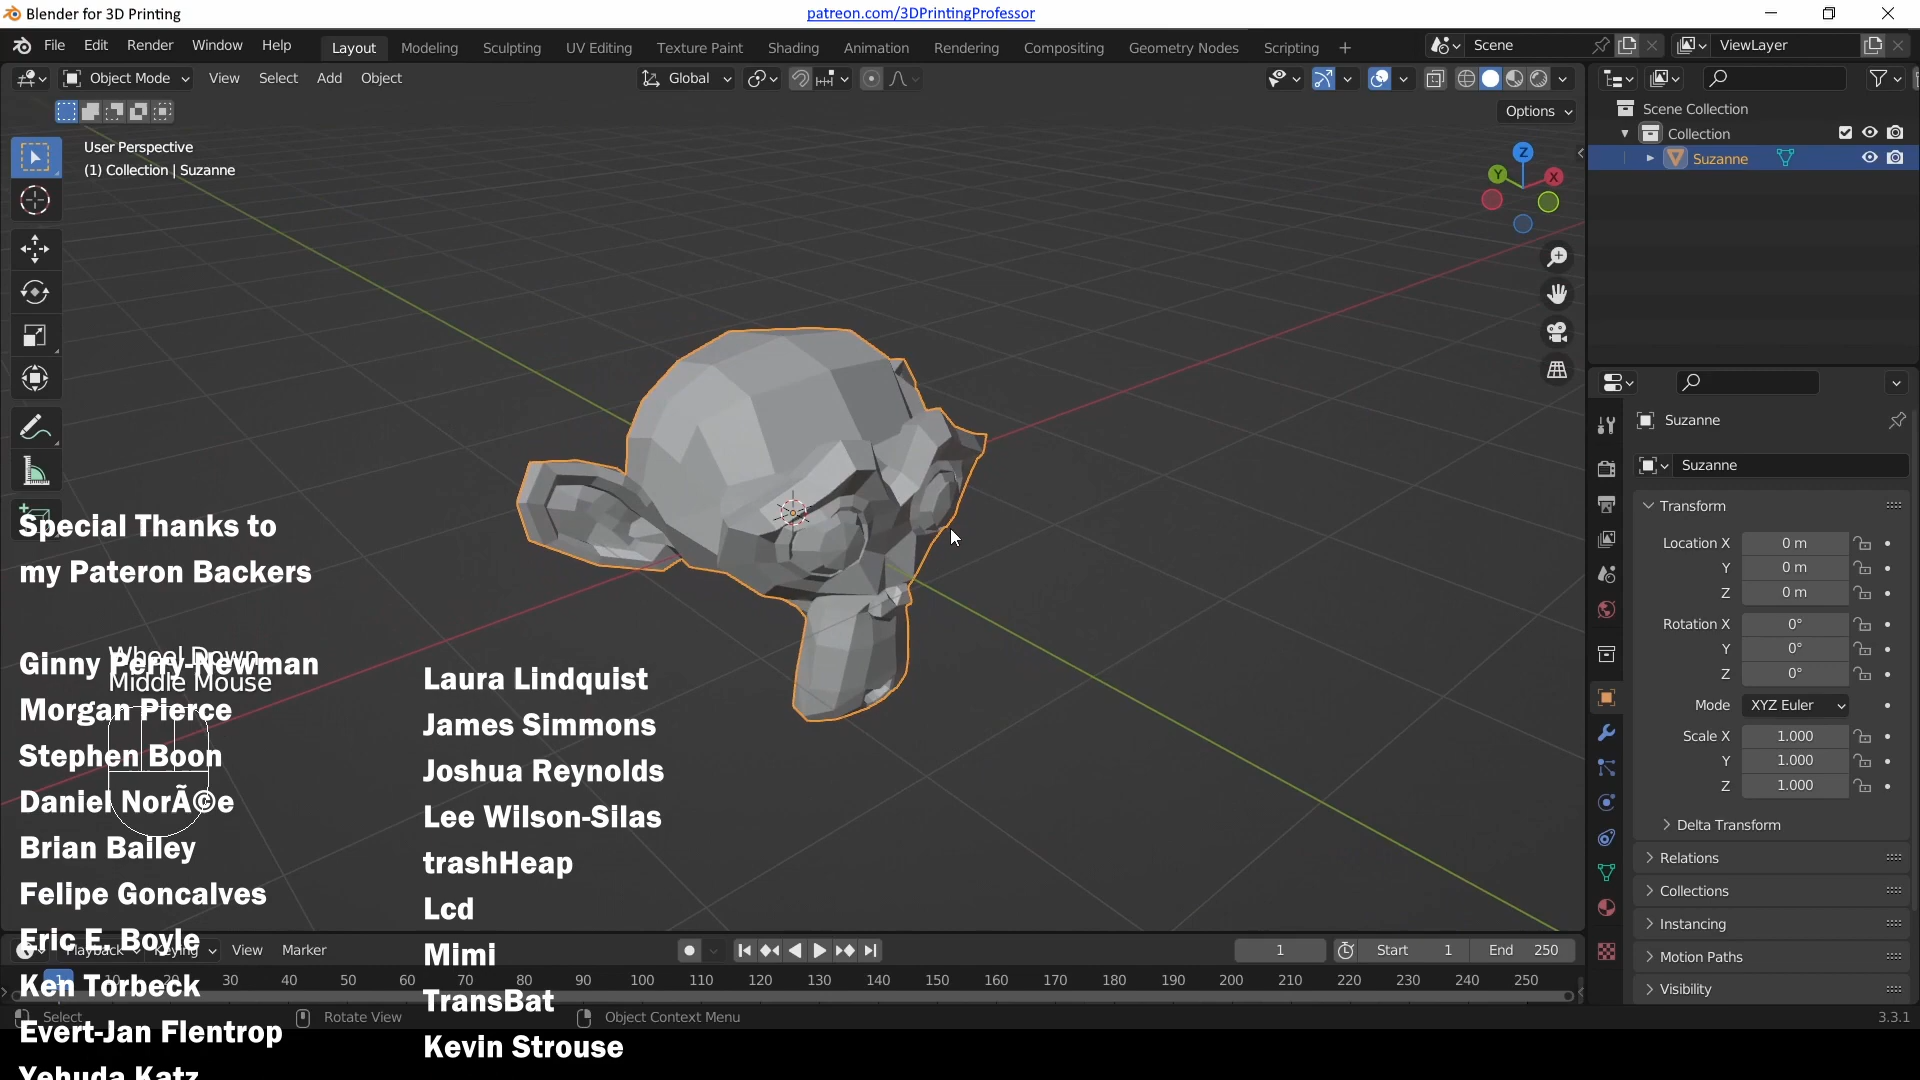 Blender for 3D Printing
patreon.com/3DPrintingProfessor
File Edit Render Window Help
Layout Modeling Sculpting UV Editing Texture Paint Shading Animation Rendering Compositing Geometry Nodes Scripting +
Scene
ViewLayer
Object Mode View Select Add Object
Global
Options
User Perspective
(1) Collection | Suzanne
Z
Y
X
Scene Collection
Collection
Suzanne
Suzanne
Suzanne
Transform
Location X 0 m
Y 0 m
Z 0 m
Rotation X 0°
Y 0°
Z 0°
Mode XYZ Euler
Scale X 1.000
Y 1.000
Z 1.000
Delta Transform
Relations
Collections
Instancing
Motion Paths
Visibility
Special Thanks to
my Pateron Backers
Wheel Down
Middle Mouse
Ginny Perry-Newman
Morgan Pierce
Stephen Boon
Daniel NorÃ©e
Brian Bailey
Felipe Goncalves
Eric E. Boyle
Ken Torbeck
Evert-Jan Flentrop
Yehuda Katz
Laura Lindquist
James Simmons
Joshua Reynolds
Lee Wilson-Silas
trashHeap
Lcd
Mimi
TransBat
Kevin Strouse
Playback Keying View Marker
1
Start 1
End 250
1 10 20 30 40 50 60 70 80 90 100 110 120 130 140 150 160 170 180 190 200 210 220 230 240 250
Select
Rotate View
Object Context Menu
3.3.1